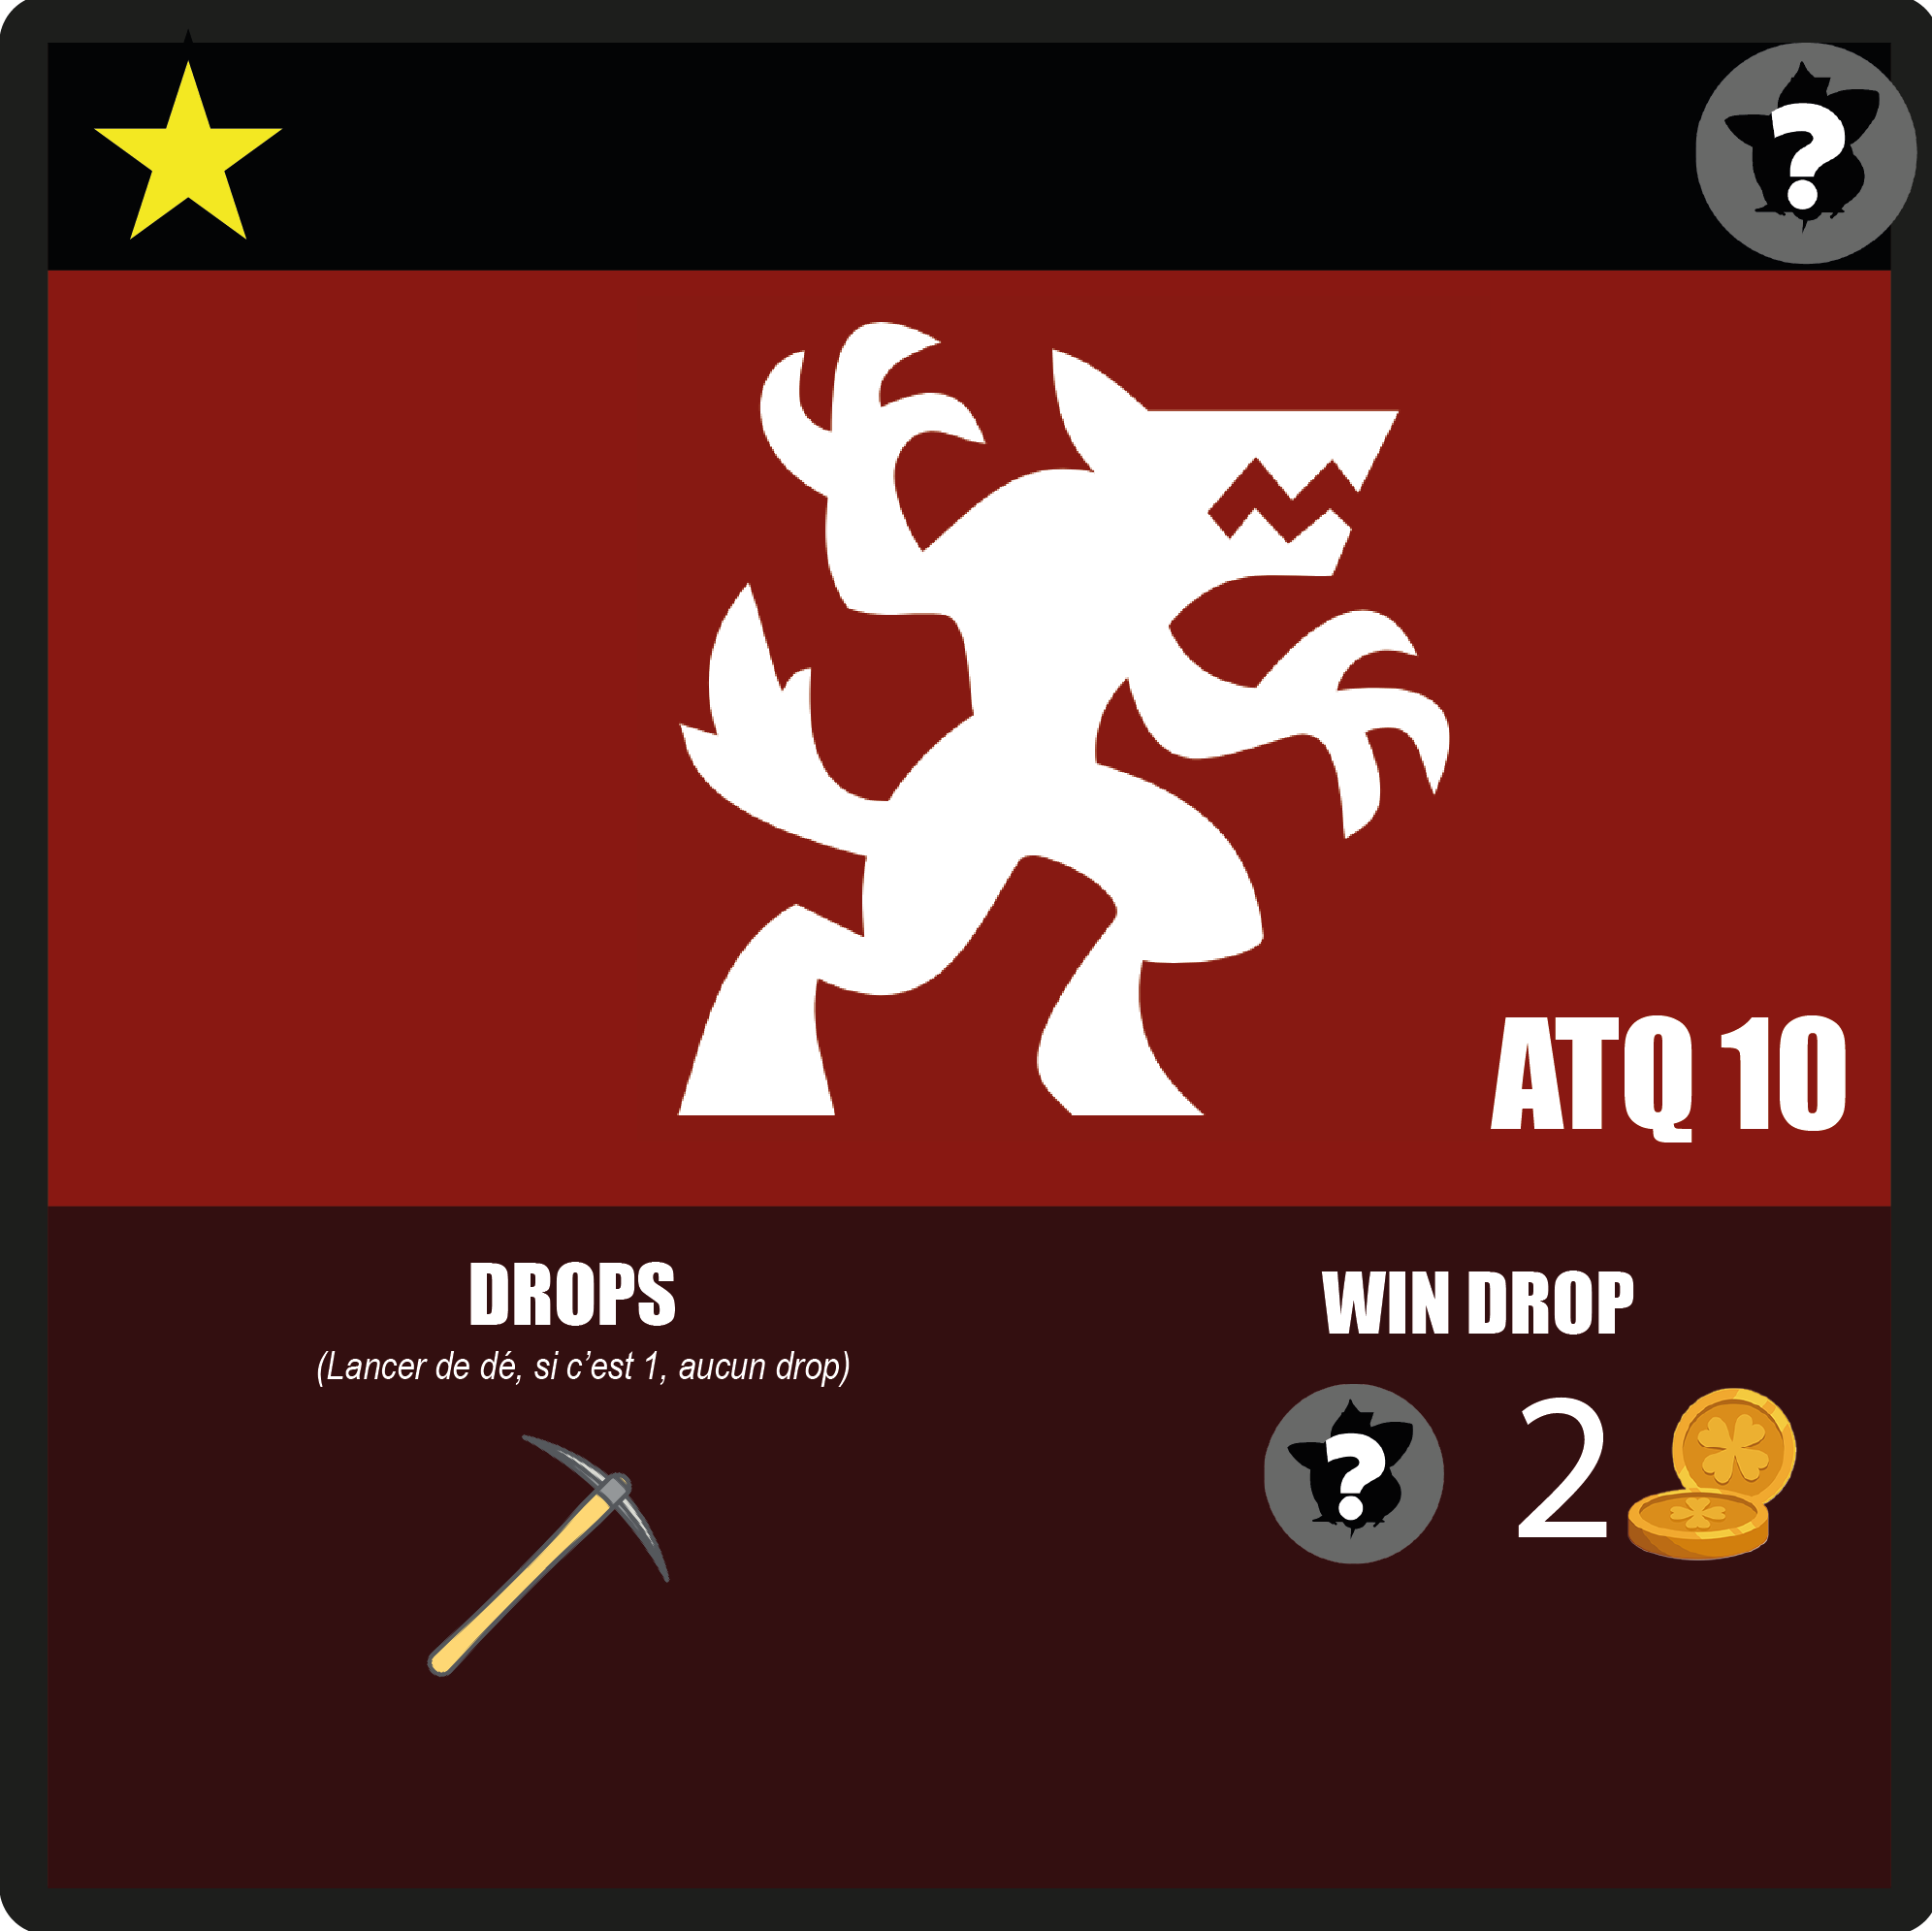 ?
ATQ 10
DROPS
(Lancer de dé, si c’est 1, aucun drop)
WIN DROP
?
2